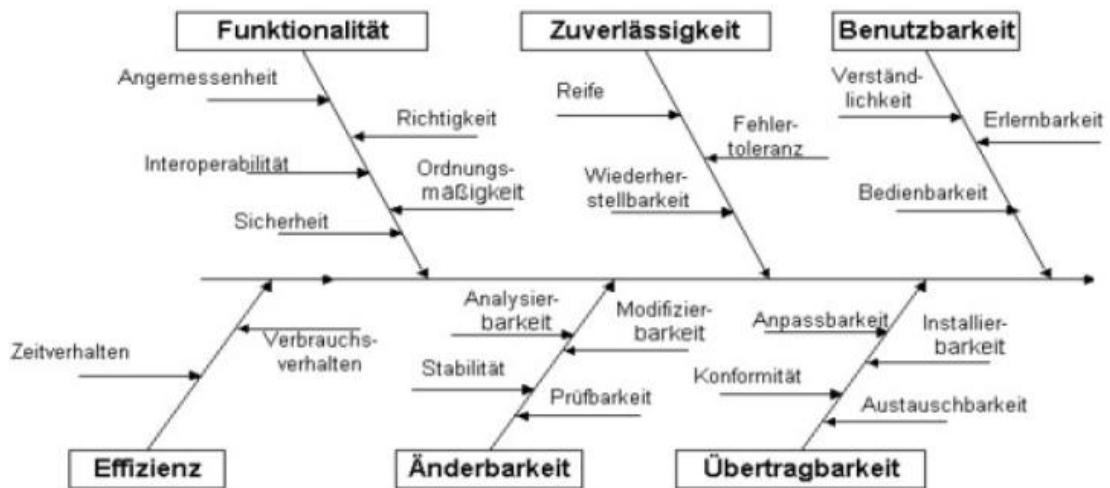 Funktionalität
Zuverlässigkeit
Benutzbarkeit
Angemessenheit
Richtigkeit
Interoperabilität
Ordnungs-
mäßigkeit
Sicherheit
Reife
Fehler-
toleranz
Wiederher-
stellbarkeit
Verständ-
lichkeit
Erlernbarkeit
Bedienbarkeit
Zeitverhalten
Verbrauchs-
verhalten
Analysier-
barkeit
Modifizier-
barkeit
Stabilität
Prüfbarkeit
Anpassbarkeit
Installier-
barkeit
Konformität
Austauschbarkeit
Effizienz
Änderbarkeit
Übertragbarkeit